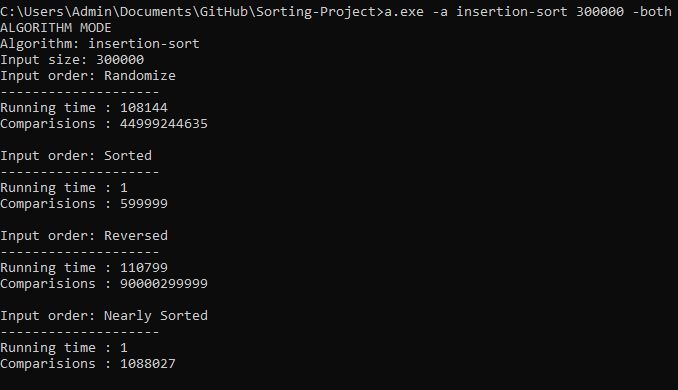 C:\Users\Admin\Documents\GitHub\Sorting-Project>a.exe -a insertion-sort 300000 -both
ALGORITHM MODE
Algorithm: insertion-sort
Input size: 300000
Input order: Randomize
--------------------
Running time : 108144
Comparisions : 44999244635

Input order: Sorted
--------------------
Running time : 1
Comparisions : 599999

Input order: Reversed
--------------------
Running time : 110799
Comparisions : 90000299999

Input order: Nearly Sorted
--------------------
Running time : 1
Comparisions : 1088027